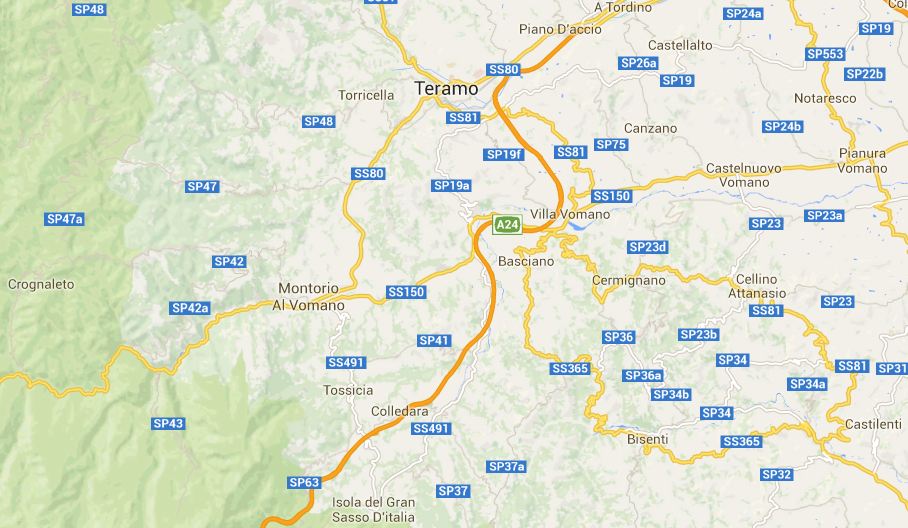 SP48
SS80
A Tordino
SP24a
Piano D'accio
SP19
Castellalto
SP553
SS80
SP26a
SP19
SP22b
Teramo
Torricella
Notaresco
SP48
SS81
Canzano
SP24b
SP75
SP19f
SS81
Pianura
Vomano
SS80
Castelnuovo
Vomano
SP47
SP19a
SS150
SP47a
Villa Vomano
SP23a
A24
SP23
SP23d
SP42
Basciano
Crognaleto
Montorio
Al Vomano
SS150
Cermignano
Cellino
Attanasio
SP42a
SP23
SS81
SP41
SP36
SP23b
SS491
SP34
SS365
SS81
SP31
SP36a
SP34a
Tossicia
SP34b
Colledara
SP34
SP43
SS491
Castilenti
Bisenti
SS365
SP37a
SP32
SP63
SP37
Isola del Gran
Sasso D'italia